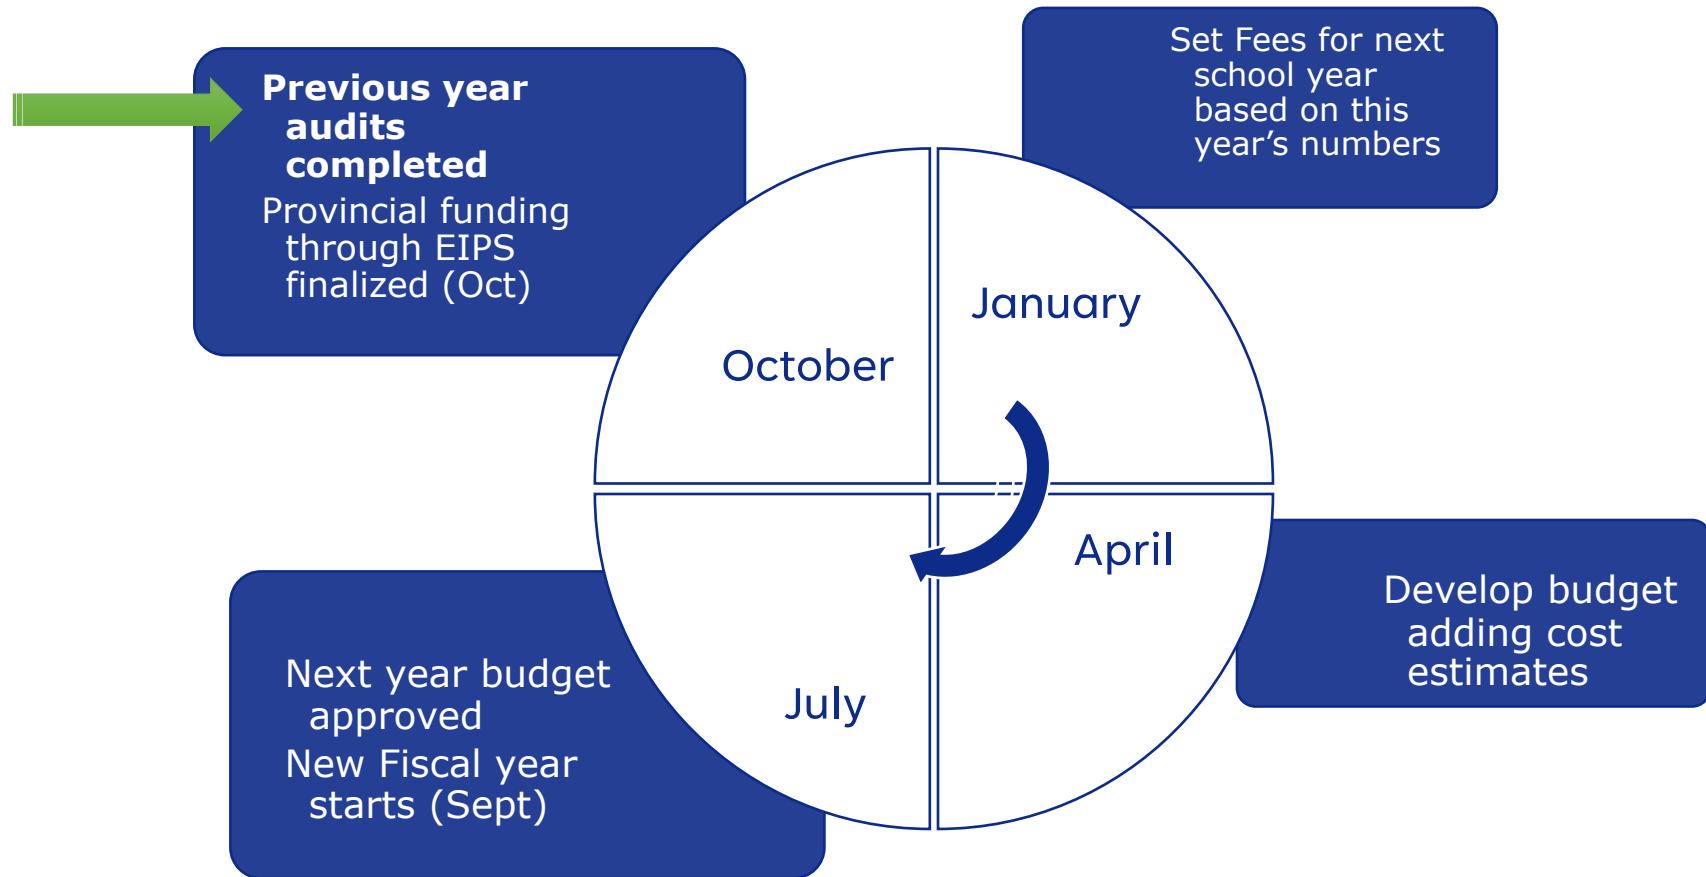 Previous year
audits
completed
Provincial funding
through EIPS
finalized (Oct)
Set Fees for next
school year
based on this
year’s numbers
October
January
July
April
Next year budget
approved
New Fiscal year
starts (Sept)
Develop budget
adding cost
estimates